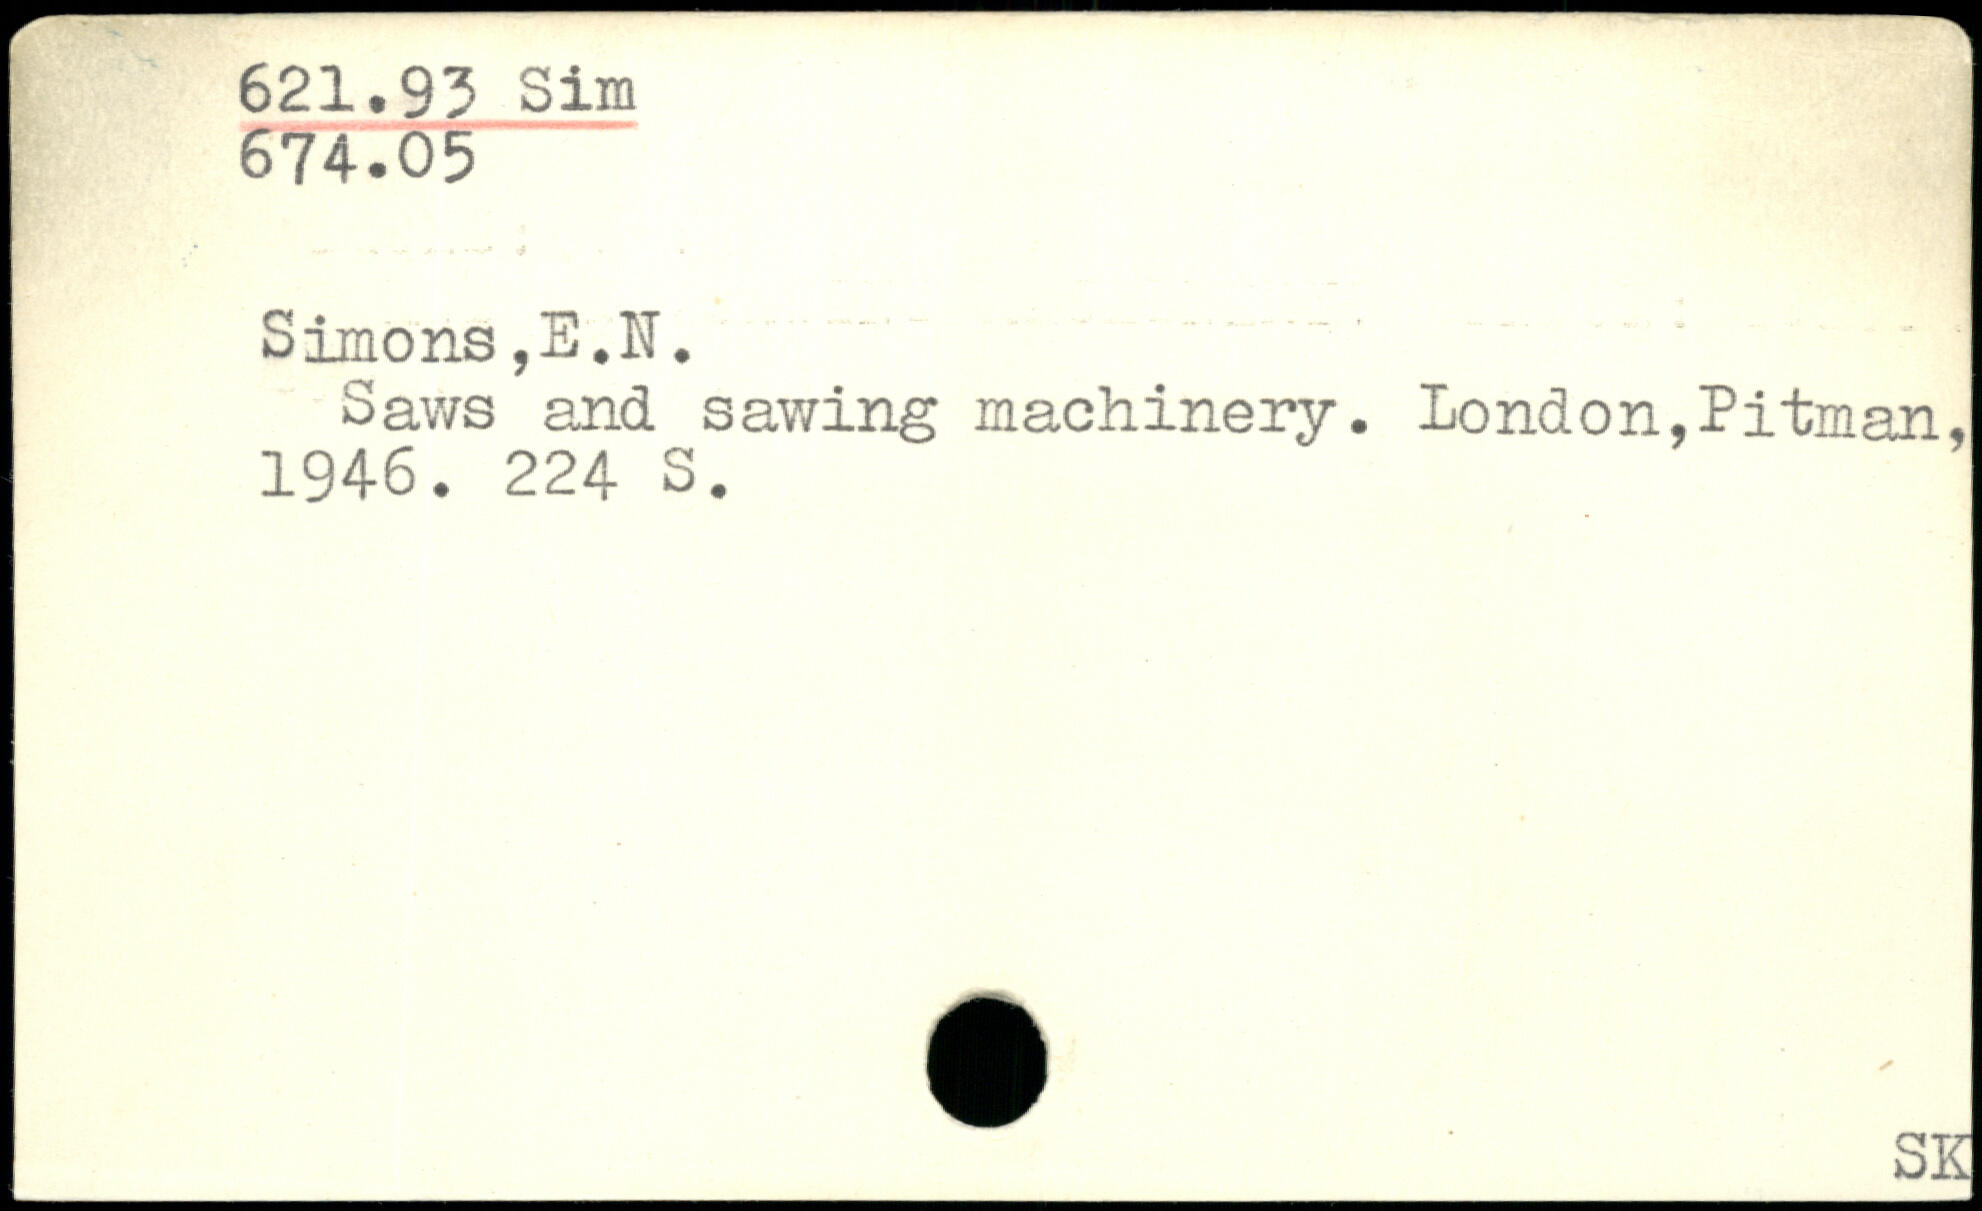 621.93 Sim
674.05
Simons,E.N.
Saws and sawing machinery. London,Pitman,
1946. 224 S.
SK